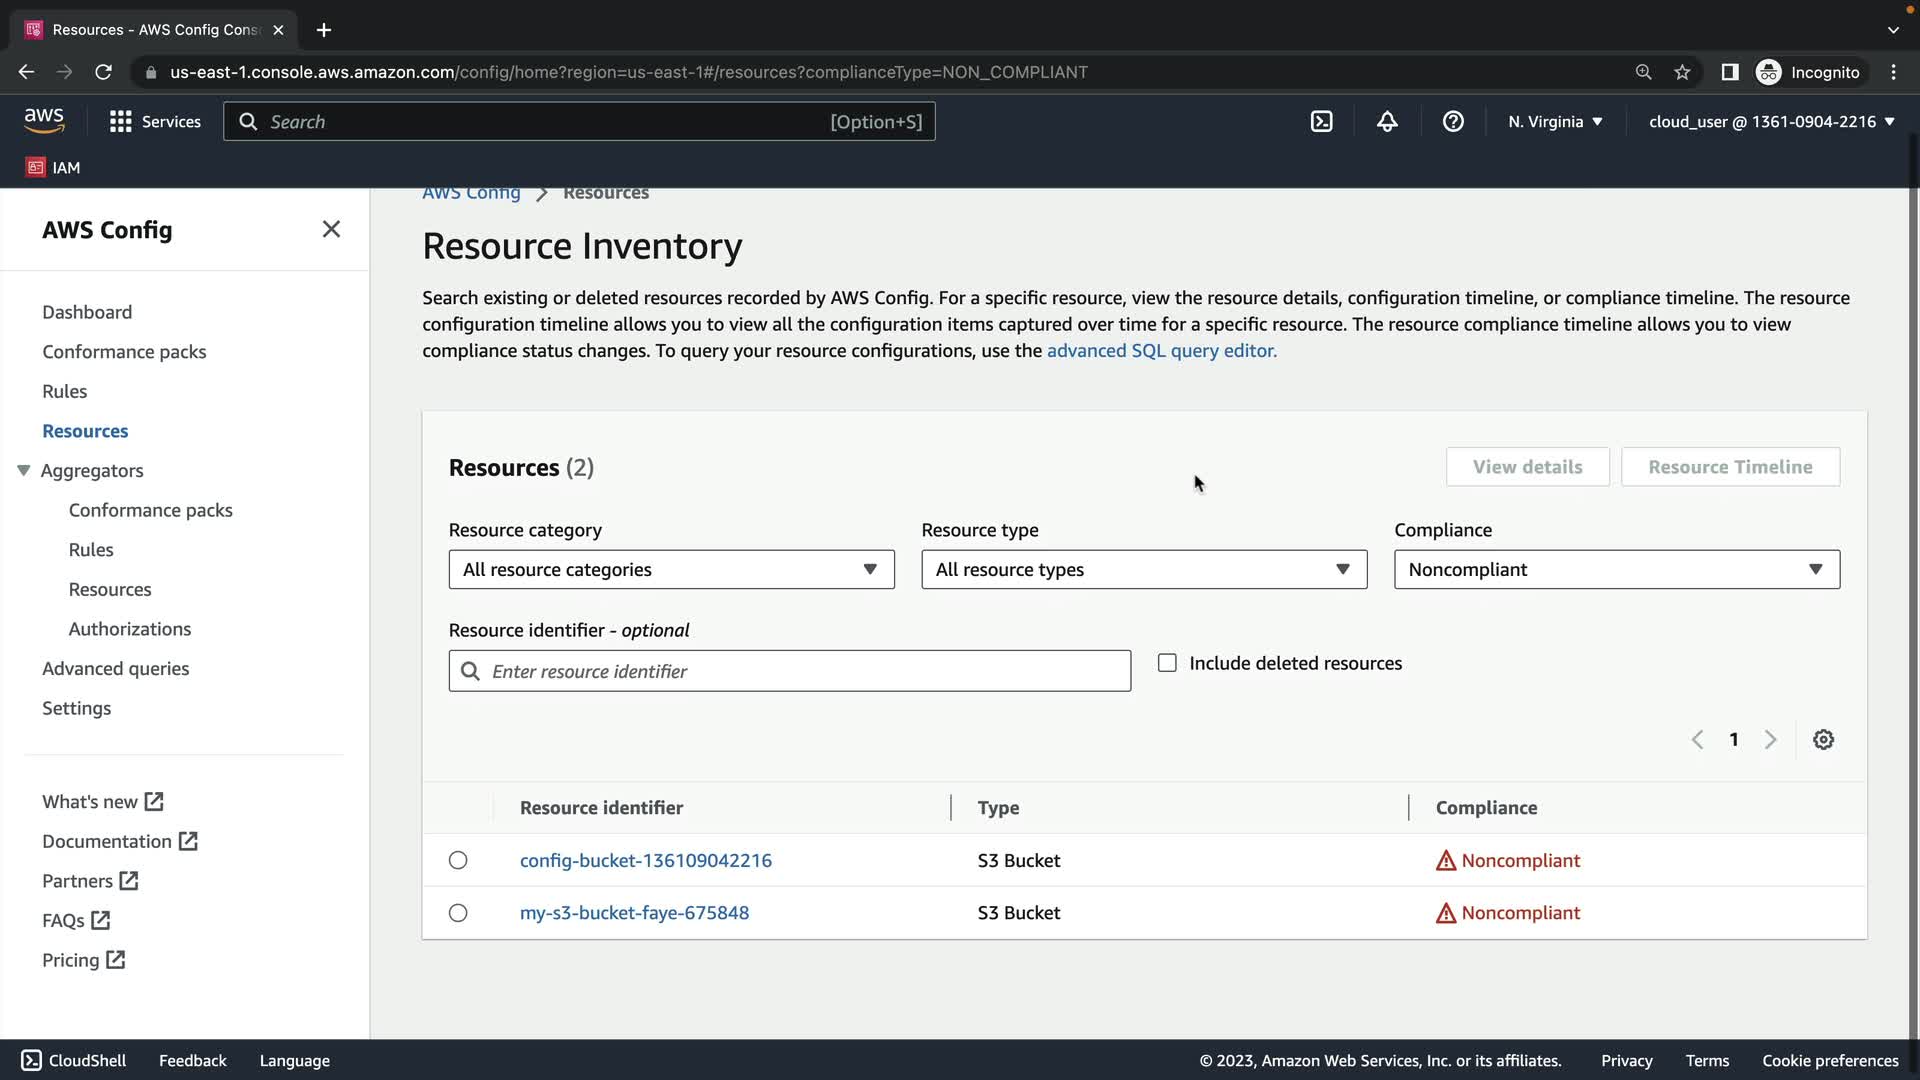 Resources - AWS Config Cons
us-east-1.console.aws.amazon.com/config/home?region=us-east-1#/resources?complianceType=NON_COMPLIANT
Incognito
aws
Services
Search
[Option+S]
N. Virginia
cloud_user @ 1361-0904-2216
IAM
AWS Config
Dashboard
Conformance packs
Rules
Resources
Aggregators
Conformance packs
Rules
Resources
Authorizations
Advanced queries
Settings
What's new
Documentation
Partners
FAQs
Pricing
AWS Config > Resources
Resource Inventory
Search existing or deleted resources recorded by AWS Config. For a specific resource, view the resource details, configuration timeline, or compliance timeline. The resource
configuration timeline allows you to view all the configuration items captured over time for a specific resource. The resource compliance timeline allows you to view
compliance status changes. To query your resource configurations, use the advanced SQL query editor.
Resources (2)
View details
Resource Timeline
Resource category
Resource type
Compliance
All resource categories
All resource types
Noncompliant
Resource identifier - optional
Enter resource identifier
Include deleted resources
1
Resource identifier
Type
Compliance
config-bucket-136109042216
S3 Bucket
Noncompliant
my-s3-bucket-faye-675848
S3 Bucket
Noncompliant
CloudShell
Feedback
Language
© 2023, Amazon Web Services, Inc. or its affiliates.
Privacy
Terms
Cookie preferences